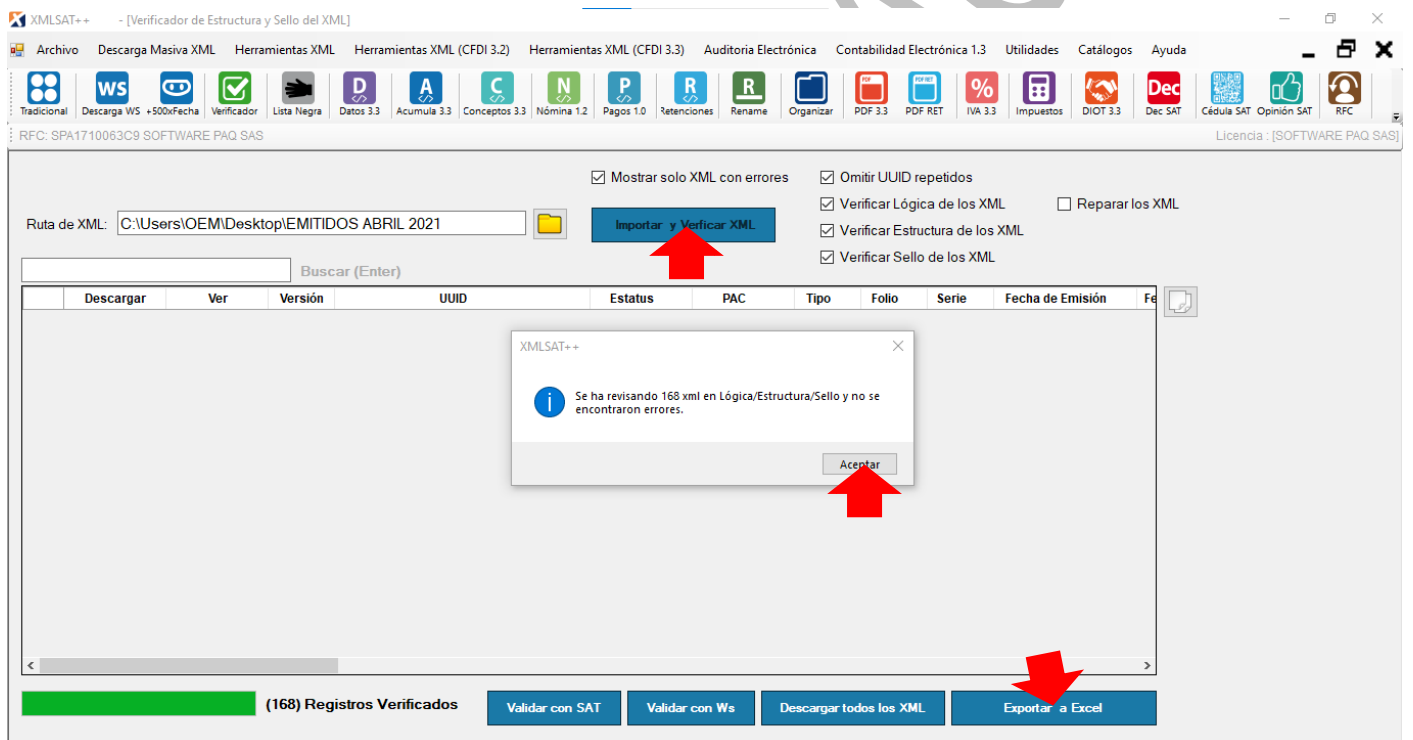 XMLSAT++ - [Verificador de Estructura y Sello del XML]
Archivo Descarga Masiva XML Herramientas XML Herramientas XML (CFDI 3.2) Herramientas XML (CFDI 3.3) Auditoria Electrónica Contabilidad Electrónica 1.3 Utilidades Catálogos Ayuda
WS D A C N P R R PDF PDF RET % Dec
Tradicional Descarga WS +500xFecha Verificador Lista Negra Datos 3.3 Acumula 3.3 Conceptos 3.3 Nómina 1.2 Pagos 1.0 Retenciones Rename Organizar PDF 3.3 PDF RET IVA 3.3 Impuestos DIOT 3.3 Dec SAT Cédula SAT Opinión SAT RFC
RFC: SPA1710063C9 SOFTWARE PAQ SAS Licencia : [SOFTWARE PAQ SAS]
Mostrar solo XML con errores Omitir UUID repetidos
Verificar Lógica de los XML Reparar los XML
Ruta de XML: C:\Users\OEM\Desktop\EMITIDOS ABRIL 2021 Importar y Verficar XML Verificar Estructura de los XML
Verificar Sello de los XML
Buscar (Enter)
Descargar Ver Versión UUID Estatus PAC Tipo Folio Serie Fecha de Emisión Fe
XMLSAT++
Se ha revisando 168 xml en Lógica/Estructura/Sello y no se
encontraron errores.
Aceptar
(168) Registros Verificados Validar con SAT Validar con Ws Descargar todos los XML Exportar a Excel